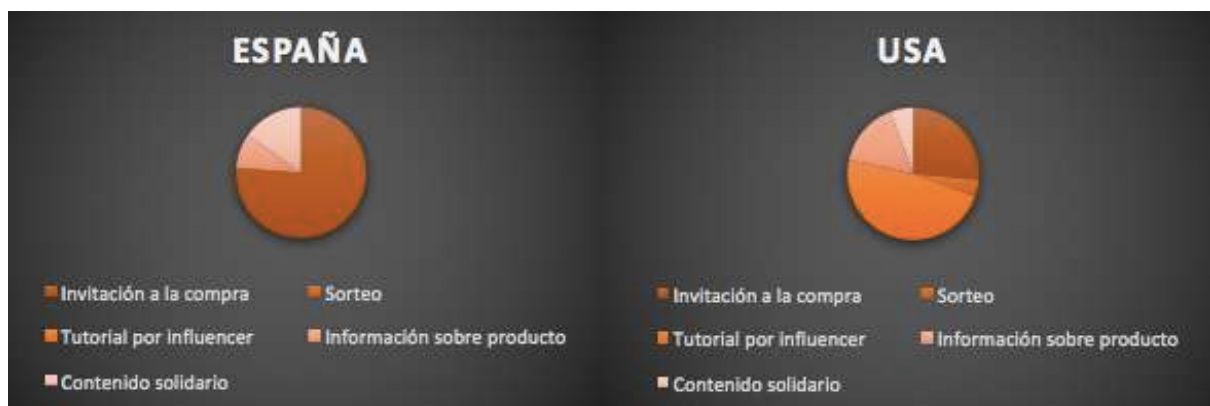 ESPAÑA
Invitación a la compra
Sorteo
Tutorial por influencer
Información sobre producto
Contenido solidario
USA
Invitación a la compra
Sorteo
Tutorial por influencer
Información sobre producto
Contenido solidario